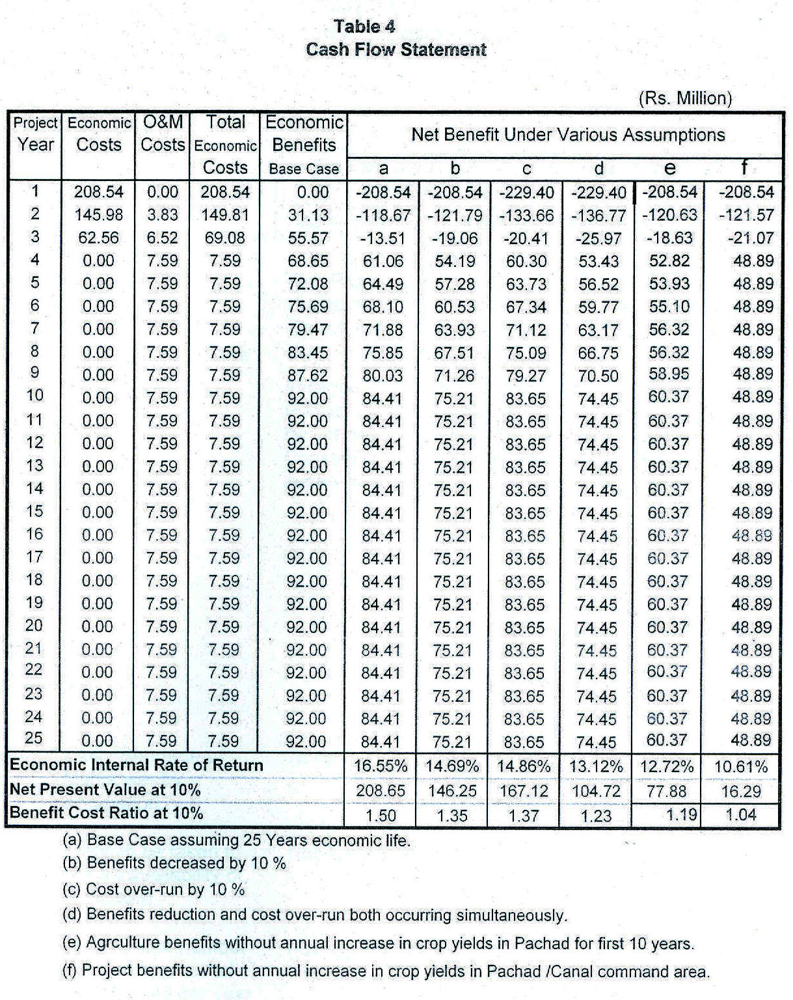 Table 4
Cash Flow Statement
(Rs. Million)
Project Year Economic Costs O&M Costs Total Economic Costs Economic Benefits Base Case Net Benefit Under Various Assumptions
a b c d e f
1 208.54 0.00 208.54 0.00 -208.54 -208.54 -229.40 -229.40 -208.54 -208.54
2 145.98 3.83 149.81 31.13 -118.67 -121.79 -133.66 -136.77 -120.63 -121.57
3 62.56 6.52 69.08 55.57 -13.51 -19.06 -20.41 -25.97 -18.63 -21.07
4 0.00 7.59 7.59 68.65 61.06 54.19 60.30 53.43 52.82 48.89
5 0.00 7.59 7.59 72.08 64.49 57.28 63.73 56.52 53.93 48.89
6 0.00 7.59 7.59 75.69 68.10 60.53 67.34 59.77 55.10 48.89
7 0.00 7.59 7.59 79.47 71.88 63.93 71.12 63.17 56.32 48.89
8 0.00 7.59 7.59 83.45 75.85 67.51 75.09 66.75 56.32 48.89
9 0.00 7.59 7.59 87.62 80.03 71.26 79.27 70.50 58.95 48.89
10 0.00 7.59 7.59 92.00 84.41 75.21 83.65 74.45 60.37 48.89
11 0.00 7.59 7.59 92.00 84.41 75.21 83.65 74.45 60.37 48.89
12 0.00 7.59 7.59 92.00 84.41 75.21 83.65 74.45 60.37 48.89
13 0.00 7.59 7.59 92.00 84.41 75.21 83.65 74.45 60.37 48.89
14 0.00 7.59 7.59 92.00 84.41 75.21 83.65 74.45 60.37 48.89
15 0.00 7.59 7.59 92.00 84.41 75.21 83.65 74.45 60.37 48.89
16 0.00 7.59 7.59 92.00 84.41 75.21 83.65 74.45 60.37 48.89
17 0.00 7.59 7.59 92.00 84.41 75.21 83.65 74.45 60.37 48.89
18 0.00 7.59 7.59 92.00 84.41 75.21 83.65 74.45 60.37 48.89
19 0.00 7.59 7.59 92.00 84.41 75.21 83.65 74.45 60.37 48.89
20 0.00 7.59 7.59 92.00 84.41 75.21 83.65 74.45 60.37 48.89
21 0.00 7.59 7.59 92.00 84.41 75.21 83.65 74.45 60.37 48.89
22 0.00 7.59 7.59 92.00 84.41 75.21 83.65 74.45 60.37 48.89
23 0.00 7.59 7.59 92.00 84.41 75.21 83.65 74.45 60.37 48.89
24 0.00 7.59 7.59 92.00 84.41 75.21 83.65 74.45 60.37 48.89
25 0.00 7.59 7.59 92.00 84.41 75.21 83.65 74.45 60.37 48.89
Economic Internal Rate of Return 16.55% 14.69% 14.86% 13.12% 12.72% 10.61%
Net Present Value at 10% 208.65 146.25 167.12 104.72 77.88 16.29
Benefit Cost Ratio at 10% 1.50 1.35 1.37 1.23 1.19 1.04
(a) Base Case assuming 25 Years economic life.
(b) Benefits decreased by 10 %
(c) Cost over-run by 10 %
(d) Benefits reduction and cost over-run both occurring simultaneously.
(e) Agrculture benefits without annual increase in crop yields in Pachad for first 10 years.
(f) Project benefits without annual increase in crop yields in Pachad /Canal command area.